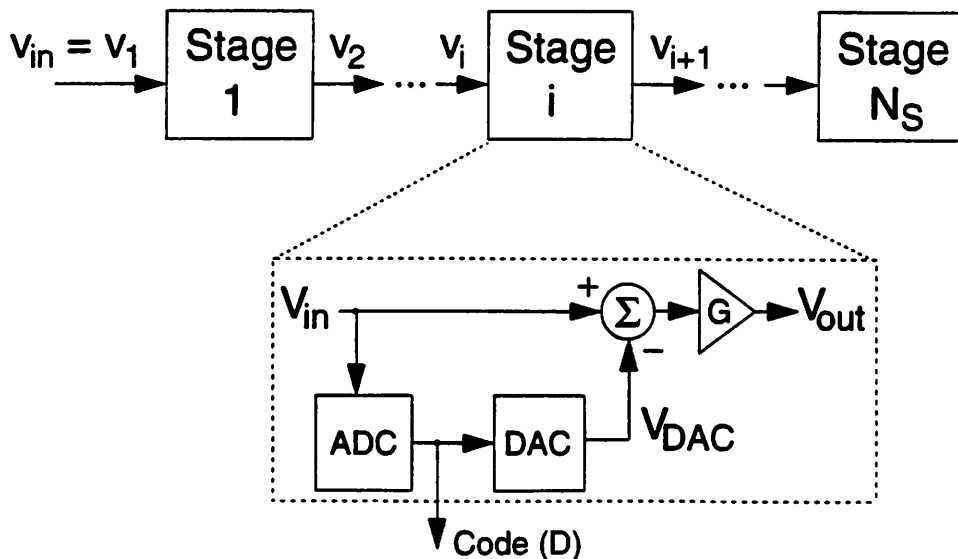 v_in = v_1
Stage 1
v_2
...
v_i
Stage i
v_i+1
...
Stage N_S
V_in
+
Σ
−
G
V_out
ADC
DAC
V_DAC
Code (D)